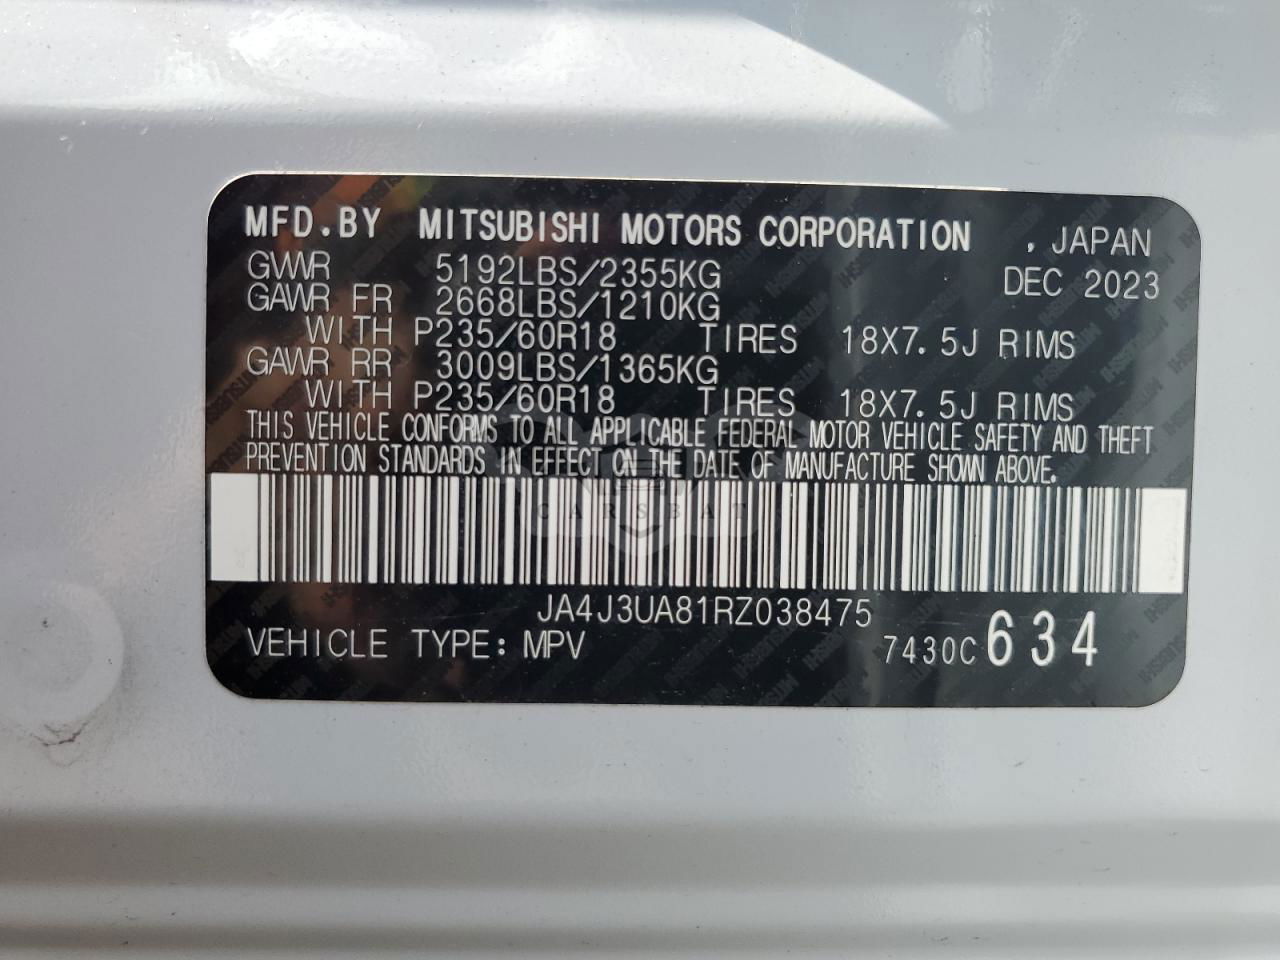 MFD.BY MITSUBISHI MOTORS CORPORATION , JAPAN
GVWR 5192LBS/2355KG DEC 2023
GAWR FR 2668LBS/1210KG
WITH P235/60R18 TIRES 18X7.5J RIMS
GAWR RR 3009LBS/1365KG
WITH P235/60R18 TIRES 18X7.5J RIMS
THIS VEHICLE CONFORMS TO ALL APPLICABLE FEDERAL MOTOR VEHICLE SAFETY AND THEFT
PREVENTION STANDARDS IN EFFECT ON THE DATE OF MANUFACTURE SHOWN ABOVE.
CARSBAT
JA4J3UA81RZ038475
VEHICLE TYPE: MPV 7430C 634